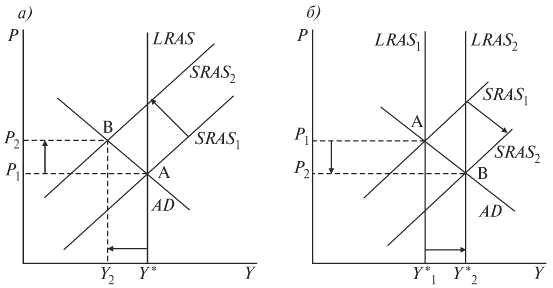 а)
P
LRAS
SRAS₂
B
SRAS₁
P₂
P₁
A
AD
Y₂
Y*
Y
б)
P
LRAS₁
LRAS₂
SRAS₁
A
P₁
SRAS₂
P₂
B
AD
Y*₁
Y*₂
Y